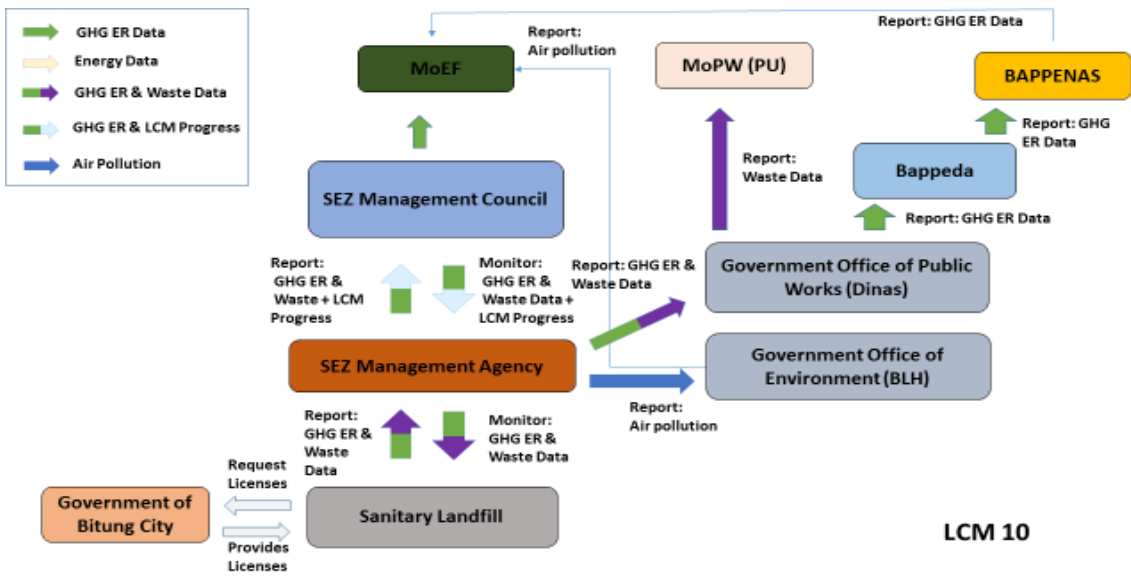 GHG ER Data
Energy Data
GHG ER & Waste Data
GHG ER & LCM Progress
Air Pollution
MoEF
Report:
Air pollution
MoPW (PU)
Report: GHG ER Data
BAPPENAS
Report: GHG
ER Data
Bappeda
Report: GHG ER Data
Report:
Waste Data
SEZ Management Council
Report:
GHG ER &
Waste + LCM
Progress
Monitor:
GHG ER &
Waste Data +
LCM Progress
Report: GHG ER &
Waste Data
Government Office of Public
Works (Dinas)
SEZ Management Agency
Government Office of
Environment (BLH)
Report:
Air pollution
Report:
GHG ER &
Waste
Data
Monitor:
GHG ER &
Waste Data
Request
Licenses
Government of
Bitung City
Provides
Licenses
Sanitary Landfill
LCM 10